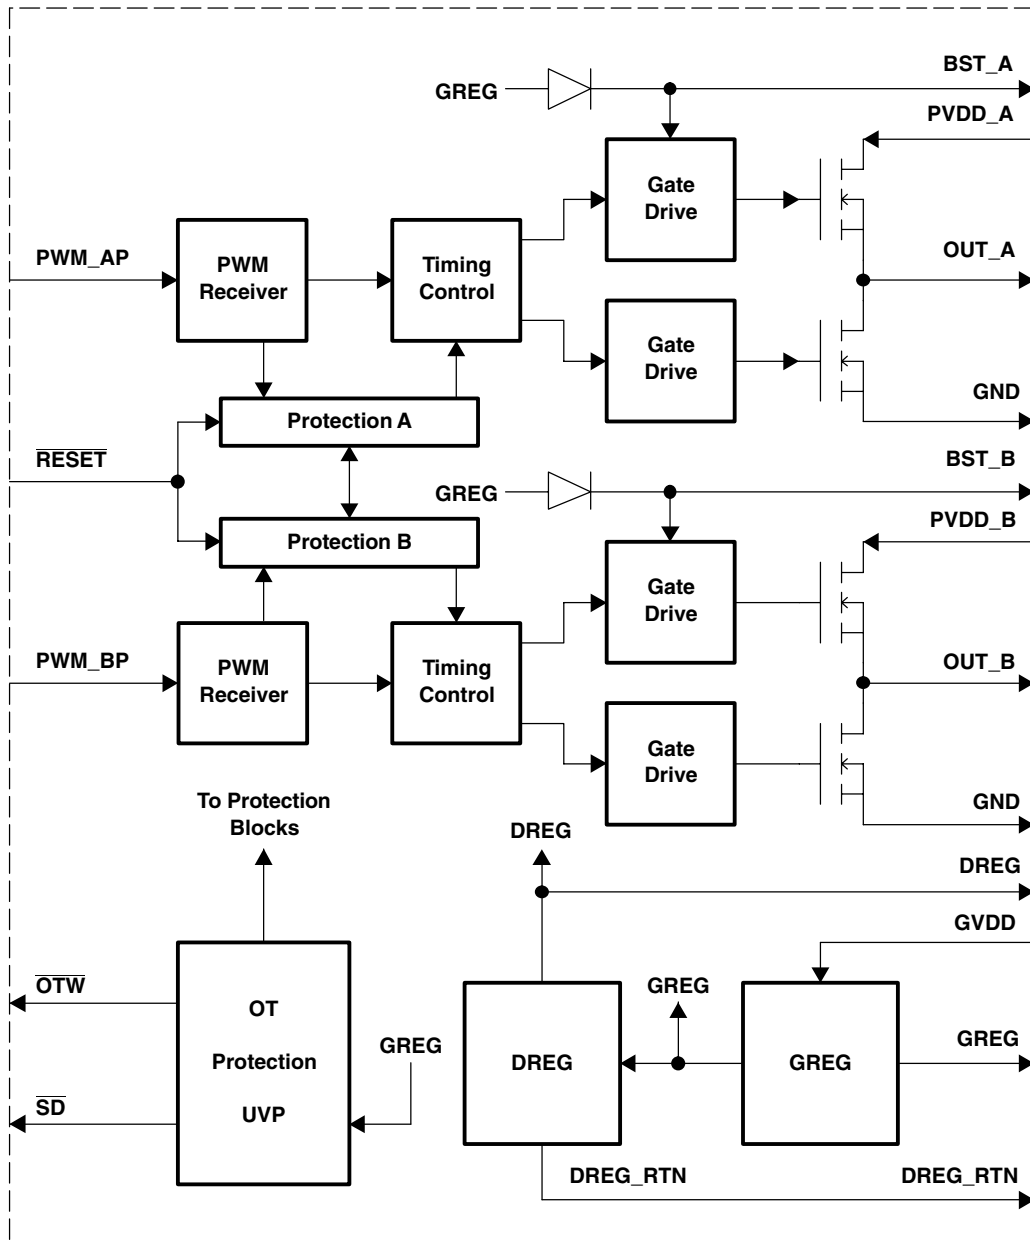 BST_A
GREG
PVDD_A
Gate
Drive
PWM_AP
PWM
Receiver
Timing
Control
OUT_A
Gate
Drive
GND
Protection A
RESET
BST_B
GREG
PVDD_B
Protection B
Gate
Drive
PWM_BP
PWM
Receiver
Timing
Control
OUT_B
Gate
Drive
GND
To Protection
Blocks
DREG
DREG
GVDD
OTW
OT
Protection
UVP
GREG
GREG
DREG
GREG
GREG
SD
DREG_RTN
DREG_RTN